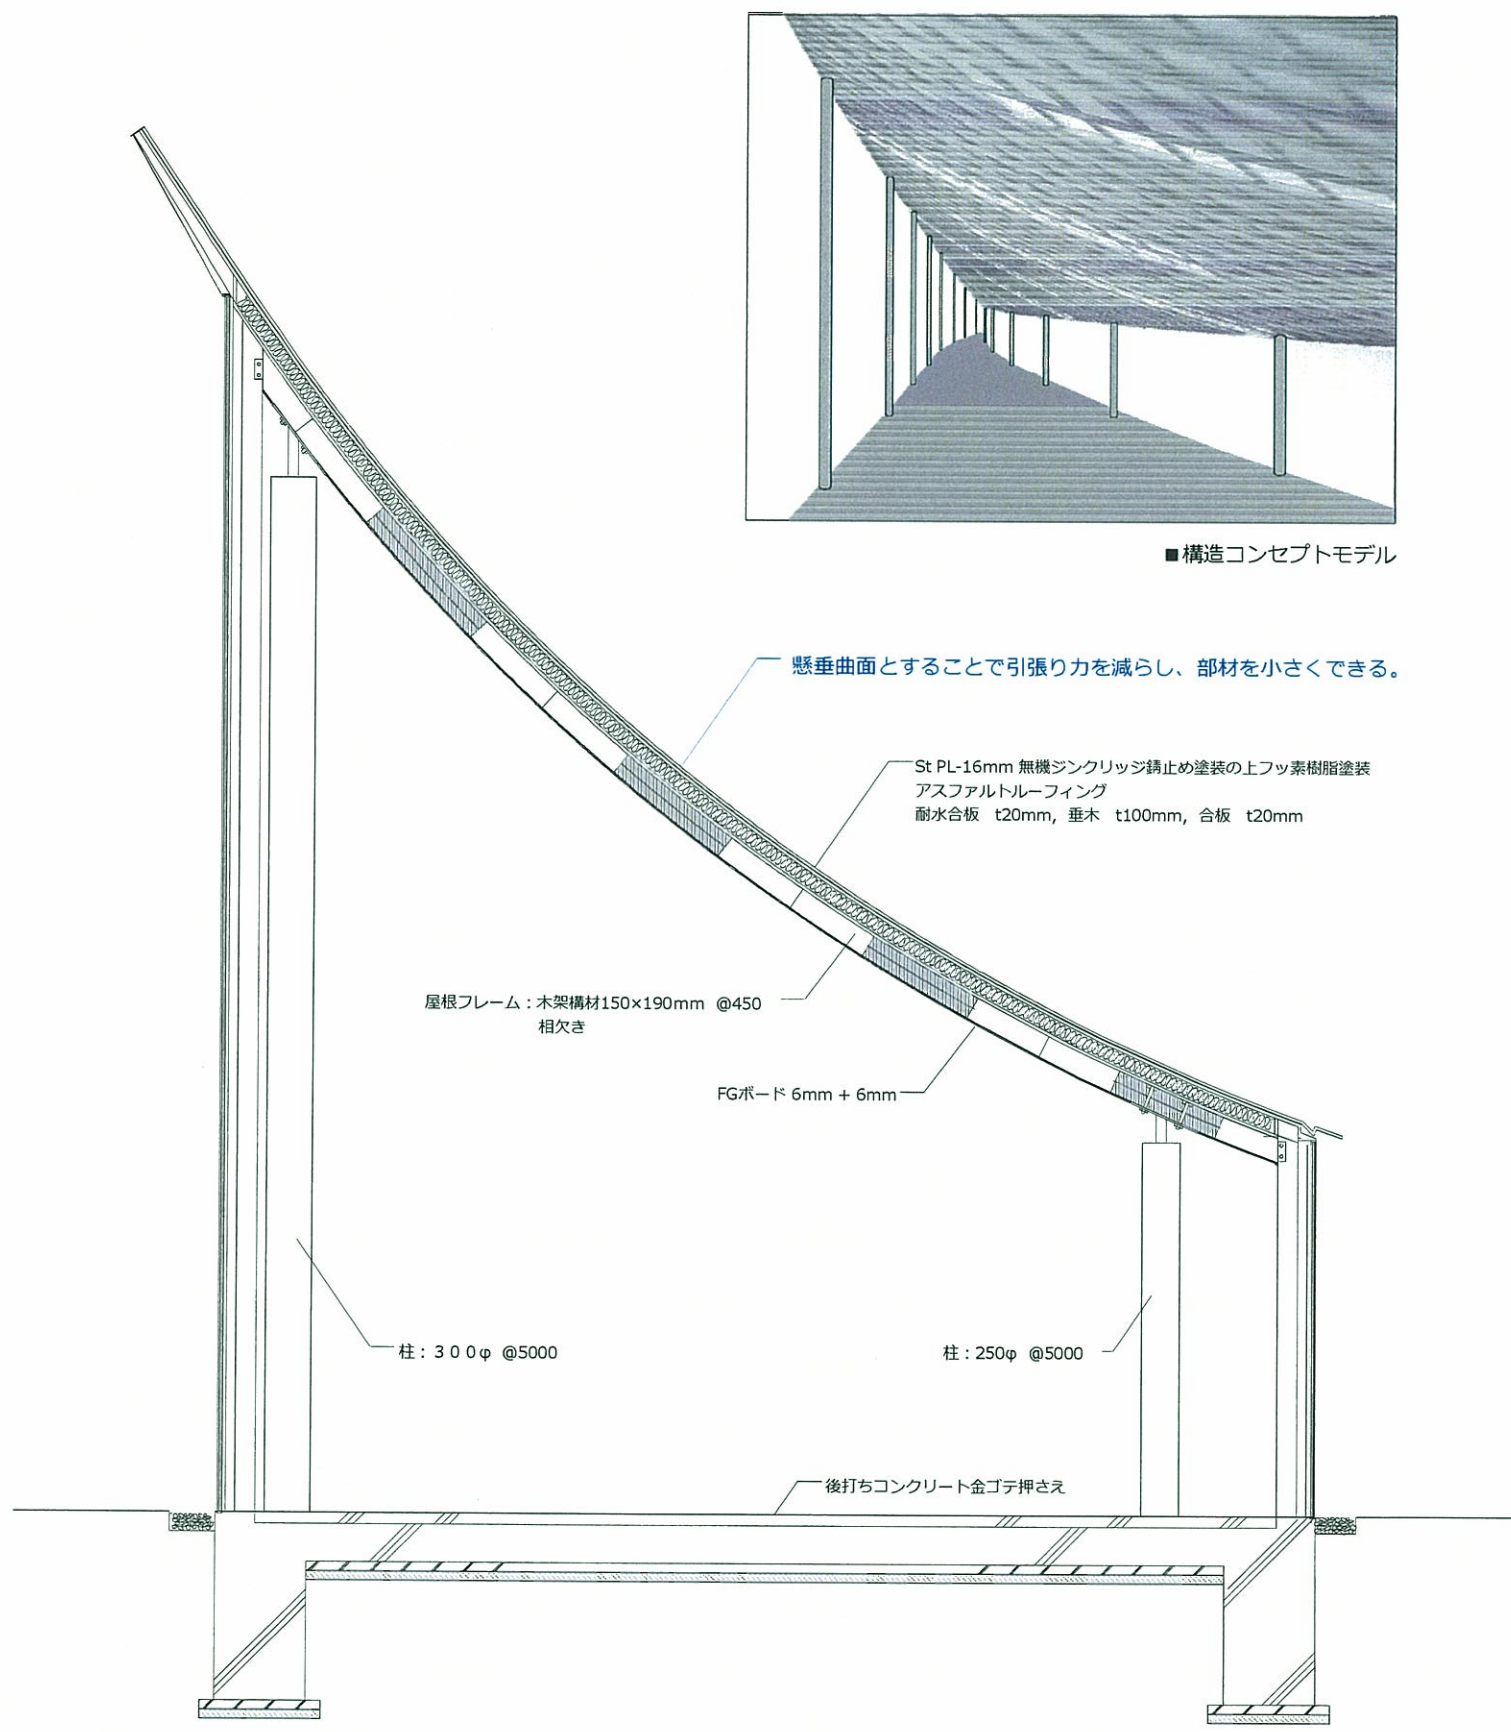 ■構造コンセプトモデル
懸垂曲面とすることで引張り力を減らし、部材を小さくできる。
St PL-16mm 無機ジンクリッジ錆止め塗装の上フッ素樹脂塗装
アスファルトルーフィング
耐水合板　t20mm, 垂木　t100mm, 合板　t20mm
屋根フレーム：木架構材150×190mm @450
相欠き
FGボード 6mm + 6mm
柱：３００φ @5000
柱：250φ @5000
後打ちコンクリート金ゴテ押さえ